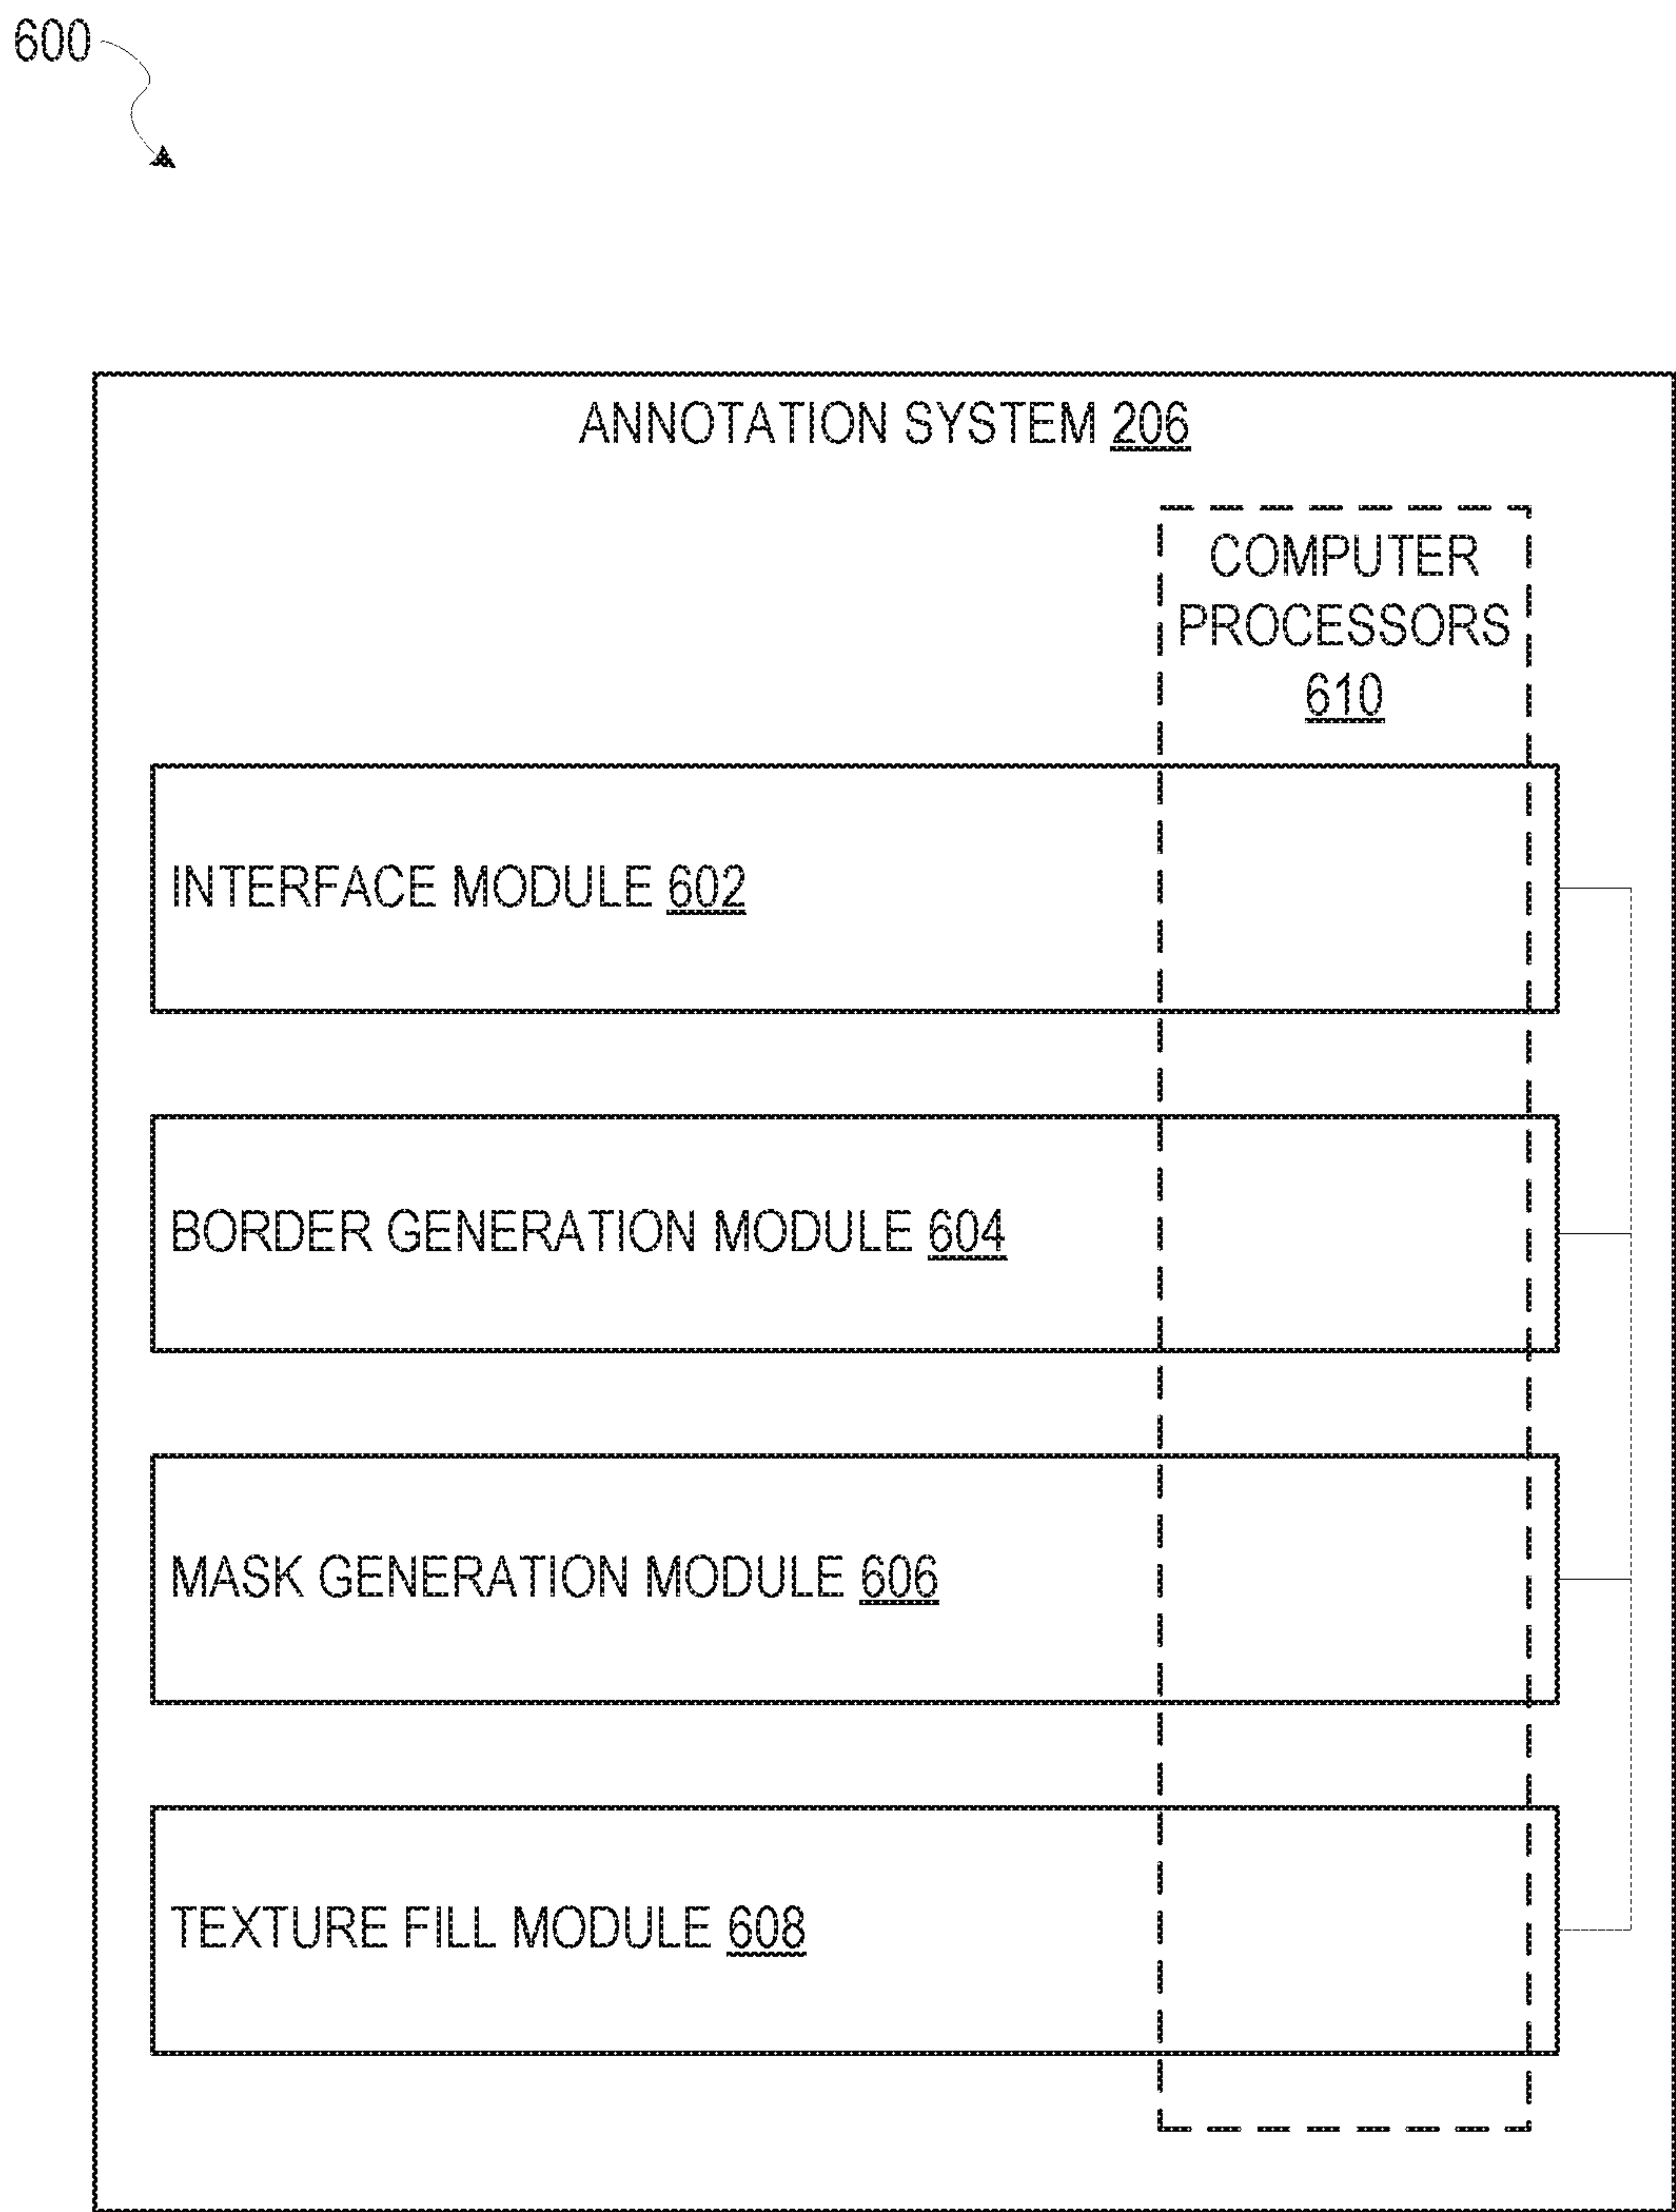 600
ANNOTATION SYSTEM 206
COMPUTER
PROCESSORS
610
INTERFACE MODULE 602
BORDER GENERATION MODULE 604
MASK GENERATION MODULE 606
TEXTURE FILL MODULE 608